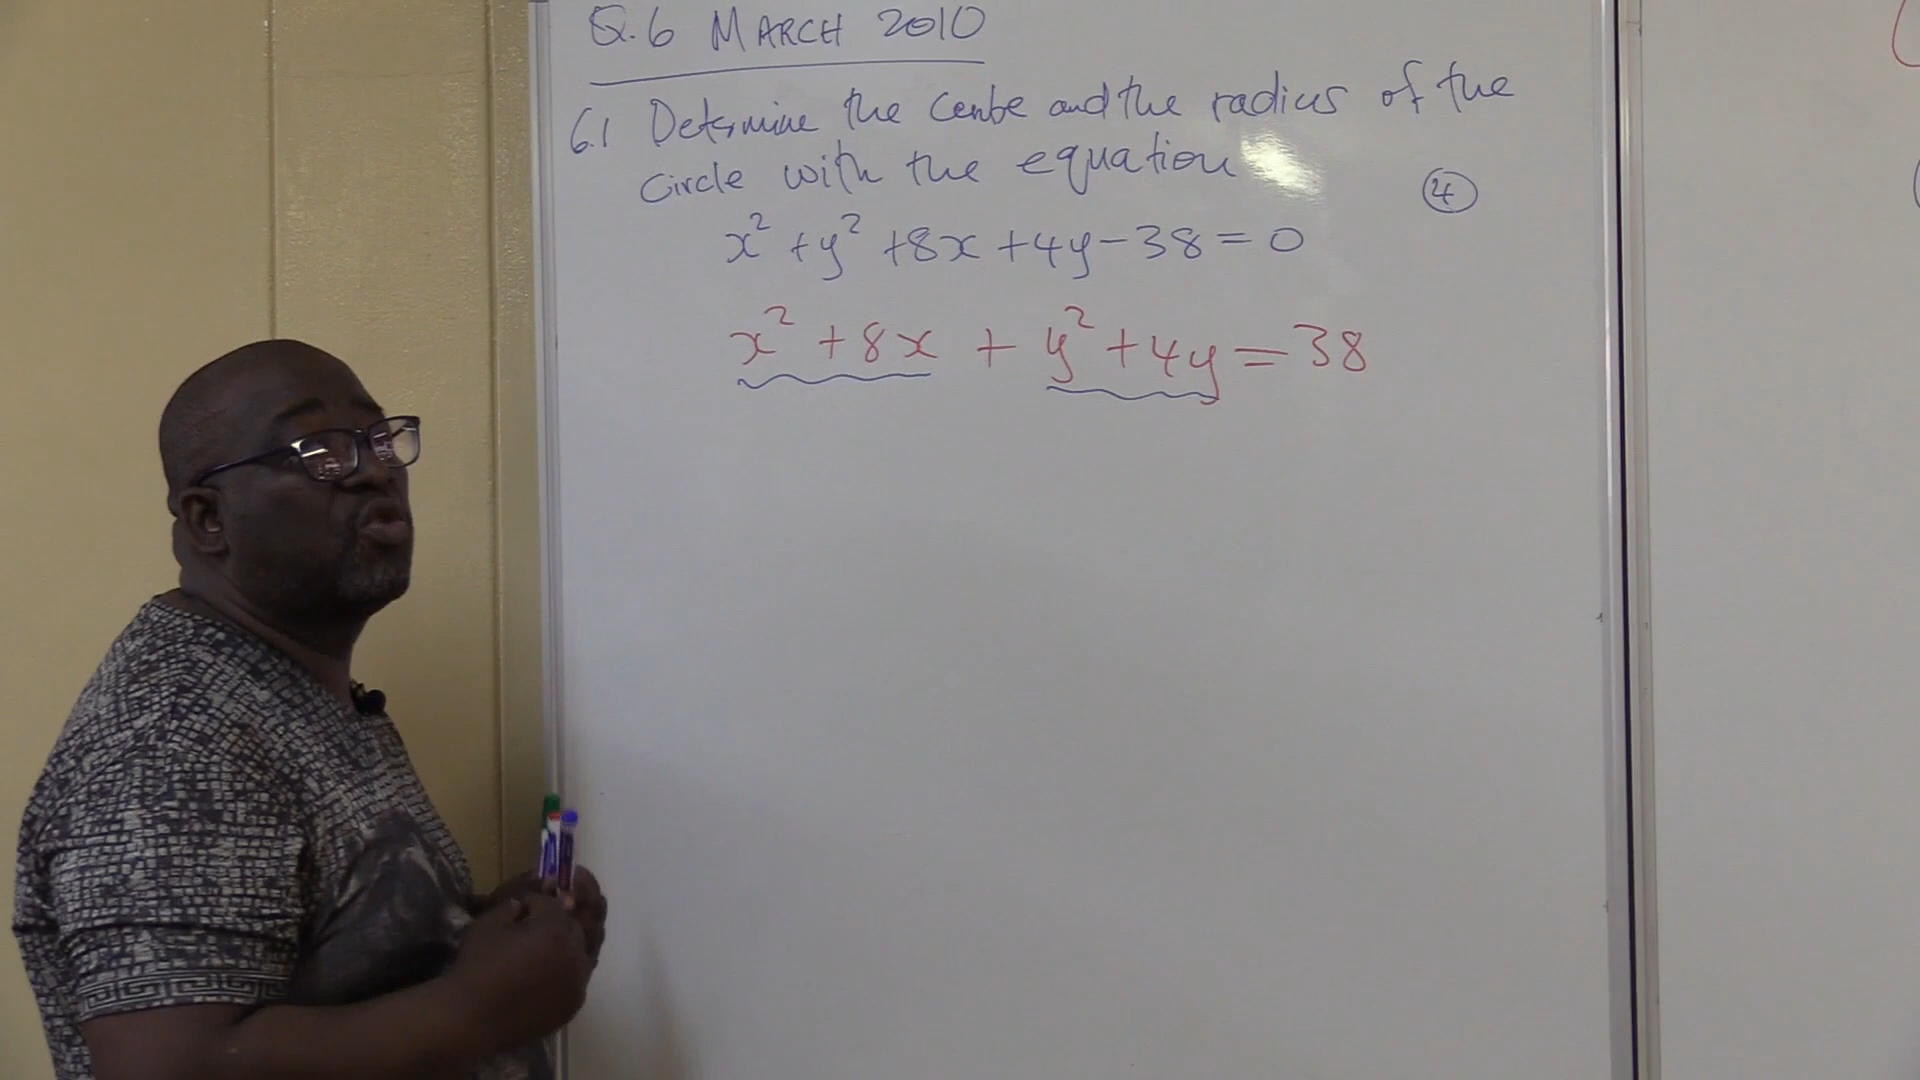 Q.6 MARCH 2010
6.1 Determine the centre and the radius of the
circle with the equation
④
x² + y² + 8x + 4y - 38 = 0
x² + 8x + y² + 4y = 38